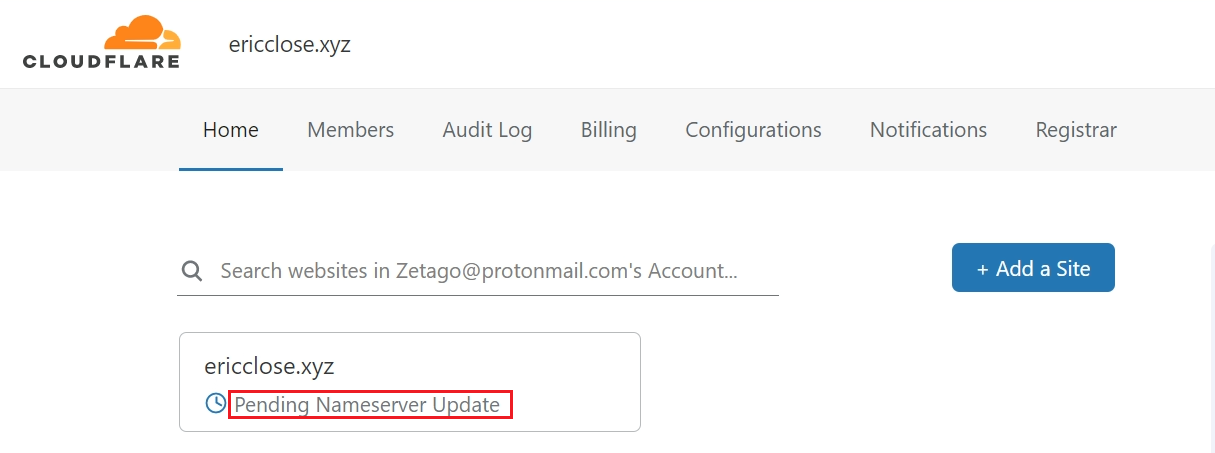 CLOUDFLARE
ericclose.xyz
Home Members Audit Log Billing Configurations Notifications Registrar
Search websites in Zetago@protonmail.com's Account...
+ Add a Site
ericclose.xyz
Pending Nameserver Update